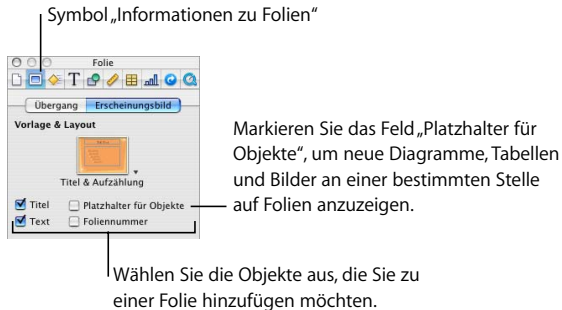 Symbol „Informationen zu Folien“
Folie
Übergang
Erscheinungsbild
Vorlage & Layout
Titel & Aufzählung
Titel
Platzhalter für Objekte
Text
Foliennummer
Markieren Sie das Feld „Platzhalter für
Objekte“, um neue Diagramme, Tabellen
und Bilder an einer bestimmten Stelle
auf Folien anzuzeigen.
Wählen Sie die Objekte aus, die Sie zu
einer Folie hinzufügen möchten.